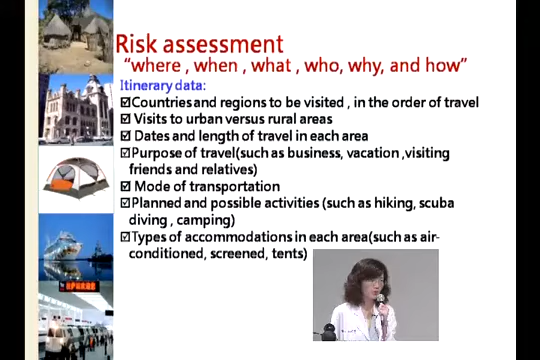 Risk assessment
"where , when , what , who, why, and how"
Itinerary data:
☑Countries and regions to be visited , in the order of travel
☑ Visits to urban versus rural areas
☑ Dates and length of travel in each area
☑Purpose of travel(such as business, vacation ,visiting
friends and relatives)
☑ Mode of transportation
☑Planned and possible activities (such as hiking, scuba
diving , camping)
☑Types of accommodations in each area(such as air-
conditioned, screened, tents)